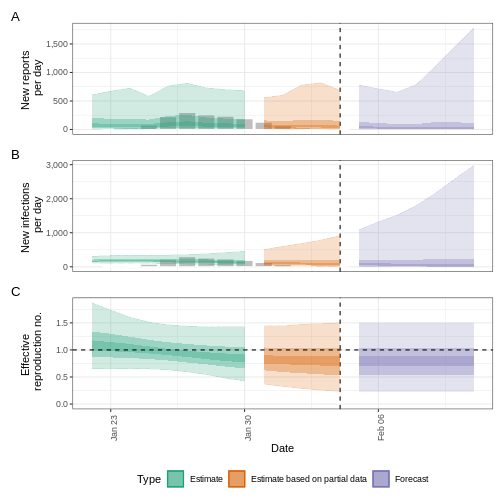 A
New reports
per day
1,500
1,000
500
0
B
New infections
per day
3,000
2,000
1,000
0
C
Effective
reproduction no.
1.5
1.0
0.5
0.0
Jan 23
Jan 30
Feb 06
Date
Type
Estimate
Estimate based on partial data
Forecast